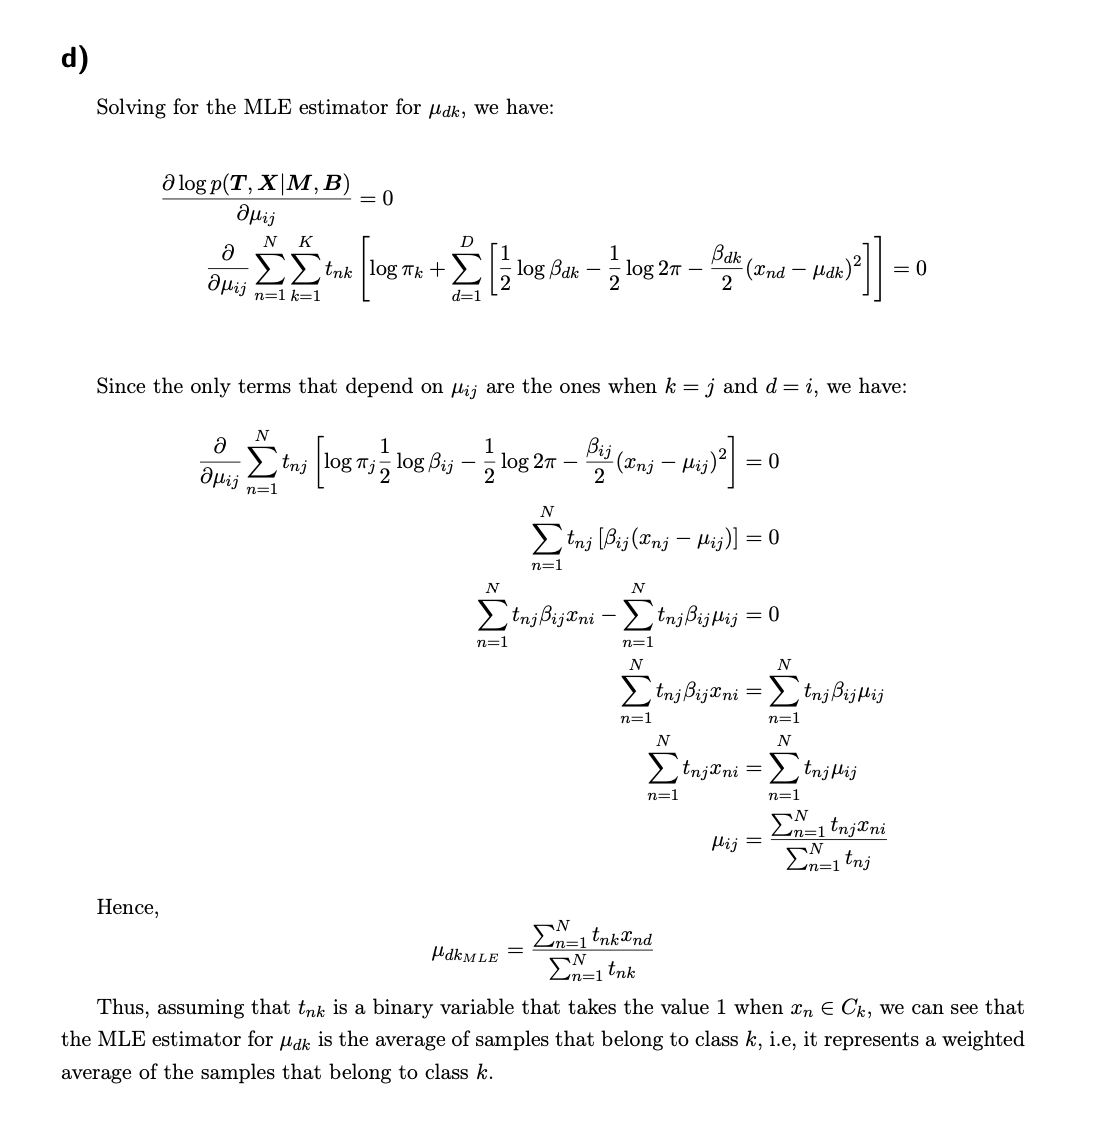 d)
Solving for the MLE estimator for $\mu_{dk}$, we have:
$\frac{\partial \log p(\boldsymbol{T}, \boldsymbol{X}|\boldsymbol{M}, \boldsymbol{B})}{\partial \mu_{ij}} = 0$
$\frac{\partial}{\partial \mu_{ij}} \sum_{n=1}^{N} \sum_{k=1}^{K} t_{nk} \left[ \log \pi_k + \sum_{d=1}^{D} \left[ \frac{1}{2} \log \beta_{dk} - \frac{1}{2} \log 2\pi - \frac{\beta_{dk}}{2} (x_{nd} - \mu_{dk})^2 \right] \right] = 0$
Since the only terms that depend on $\mu_{ij}$ are the ones when $k = j$ and $d = i$, we have:
$\frac{\partial}{\partial \mu_{ij}} \sum_{n=1}^{N} t_{nj} \left[ \log \pi_j \frac{1}{2} \log \beta_{ij} - \frac{1}{2} \log 2\pi - \frac{\beta_{ij}}{2} (x_{nj} - \mu_{ij})^2 \right] = 0$
$\sum_{n=1}^{N} t_{nj} \left[ \beta_{ij} (x_{nj} - \mu_{ij}) \right] = 0$
$\sum_{n=1}^{N} t_{nj} \beta_{ij} x_{ni} - \sum_{n=1}^{N} t_{nj} \beta_{ij} \mu_{ij} = 0$
$\sum_{n=1}^{N} t_{nj} \beta_{ij} x_{ni} = \sum_{n=1}^{N} t_{nj} \beta_{ij} \mu_{ij}$
$\sum_{n=1}^{N} t_{nj} x_{ni} = \sum_{n=1}^{N} t_{nj} \mu_{ij}$
$\mu_{ij} = \frac{\sum_{n=1}^{N} t_{nj} x_{ni}}{\sum_{n=1}^{N} t_{nj}}$
Hence,
$\mu_{dk_{MLE}} = \frac{\sum_{n=1}^{N} t_{nk} x_{nd}}{\sum_{n=1}^{N} t_{nk}}$
Thus, assuming that $t_{nk}$ is a binary variable that takes the value 1 when $x_n \in C_k$, we can see that
the MLE estimator for $\mu_{dk}$ is the average of samples that belong to class $k$, i.e, it represents a weighted
average of the samples that belong to class $k$.